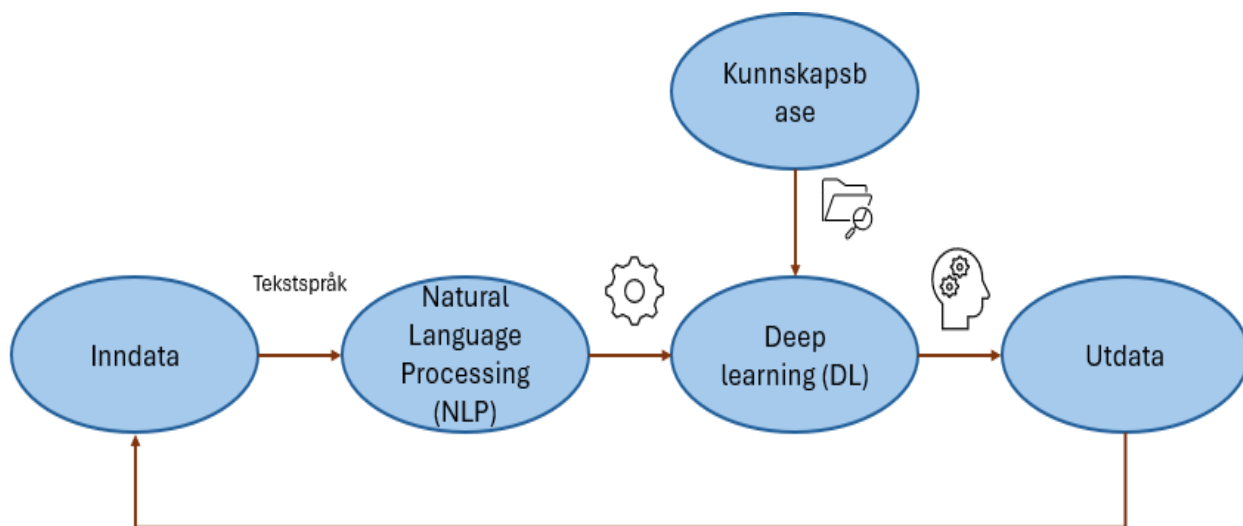 Kunnskapsb
ase
Tekstspråk
Inndata
Natural
Language
Processing
(NLP)
Deep
learning (DL)
Utdata